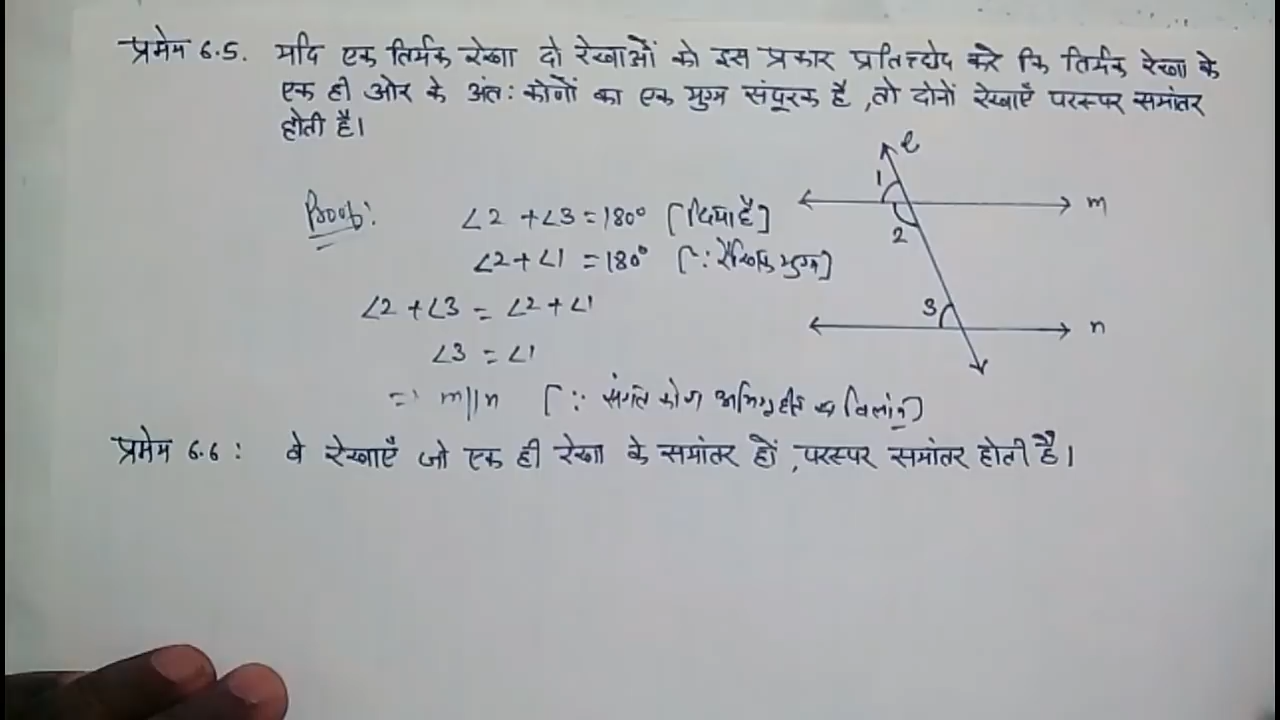 प्रमेय 6.5. यदि एक तिर्यक रेखा दो रेखाओं को इस प्रकार प्रतिच्छेद करे कि तिर्यक रेखा के
एक ही ओर के अंतः कोणों का एक युग्म संपूरक है, तो दोनों रेखाएँ परस्पर समांतर
होती है।
l
1
m
2
3
n
Proof:
∠2 + ∠3 = 180° [दिया है]
∠2 + ∠1 = 180° [∵ रैखिक युग्म]
∠2 + ∠3 = ∠2 + ∠1
∠3 = ∠1
⇒ m||n [∵ संगत कोण अभिगृहीत का विलोम]
प्रमेय 6.6 : वे रेखाएँ जो एक ही रेखा के समांतर हों, परस्पर समांतर होती है।